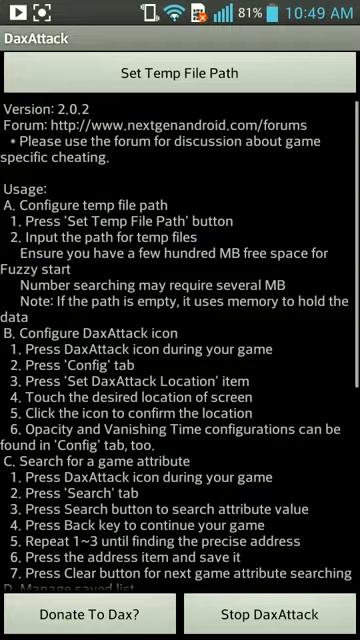 81% 10:49 AM
DaxAttack
Set Temp File Path
Version: 2.0.2
Forum: http://www.nextgenandroid.com/forums
* Please use the forum for discussion about game
specific cheating.
Usage:
A. Configure temp file path
1. Press 'Set Temp File Path' button
2. Input the path for temp files
Ensure you have a few hundred MB free space for
Fuzzy start
Number searching may require several MB
Note: If the path is empty, it uses memory to hold the
data
B. Configure DaxAttack icon
1. Press DaxAttack icon during your game
2. Press 'Config' tab
3. Press 'Set DaxAttack Location' item
4. Touch the desired location of screen
5. Click the icon to confirm the location
6. Opacity and Vanishing Time configurations can be
found in 'Config' tab, too.
C. Search for a game attribute
1. Press DaxAttack icon during your game
2. Press 'Search' tab
3. Press Search button to search attribute value
4. Press Back key to continue your game
5. Repeat 1~3 until finding the precise address
6. Press the address item and save it
7. Press Clear button for next game attribute searching
D. Manage saved list
Donate To Dax? Stop DaxAttack